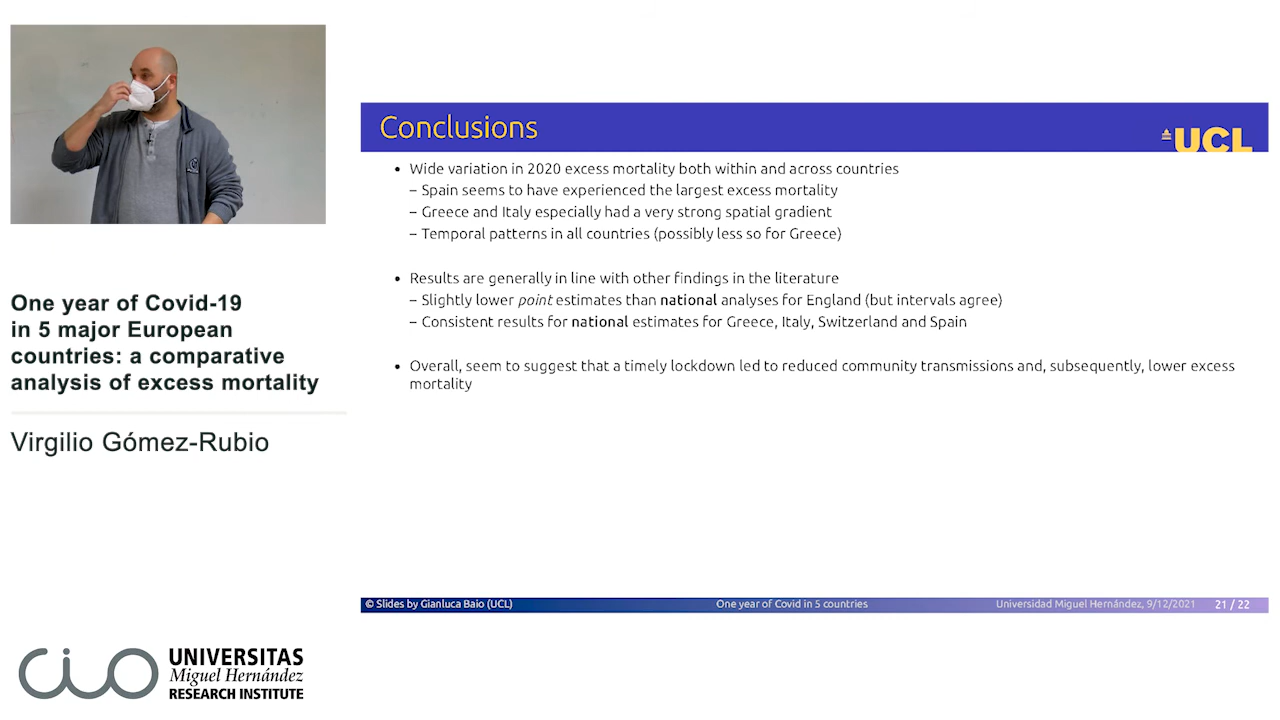 One year of Covid-19
in 5 major European
countries: a comparative
analysis of excess mortality
Virgilio Gómez-Rubio
cio
UNIVERSITAS
Miguel Hernández
RESEARCH INSTITUTE
Conclusions
UCL
• Wide variation in 2020 excess mortality both within and across countries
– Spain seems to have experienced the largest excess mortality
– Greece and Italy especially had a very strong spatial gradient
– Temporal patterns in all countries (possibly less so for Greece)
• Results are generally in line with other findings in the literature
– Slightly lower point estimates than national analyses for England (but intervals agree)
– Consistent results for national estimates for Greece, Italy, Switzerland and Spain
• Overall, seem to suggest that a timely lockdown led to reduced community transmissions and, subsequently, lower excess
mortality
© Slides by Gianluca Baio (UCL) One year of Covid in 5 countries Universidad Miguel Hernández, 9/12/2021 21 / 22